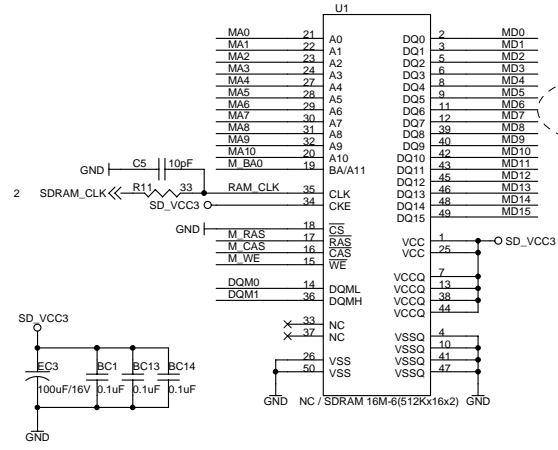 U1
MA0 21 A0 DQ0 2 MD0
MA1 22 A1 DQ1 3 MD1
MA2 23 A2 DQ2 5 MD2
MA3 24 A3 DQ3 6 MD3
MA4 27 A4 DQ4 8 MD4
MA5 28 A5 DQ5 9 MD5
MA6 29 A6 DQ6 11 MD6
MA7 30 A7 DQ7 12 MD7
MA8 31 A8 DQ8 39 MD8
MA9 32 A9 DQ9 40 MD9
MA10 20 A10 DQ10 42 MD10
M_BA0 19 BA/A11 DQ11 43 MD11
DQ12 45 MD12
DQ13 46 MD13
DQ14 48 MD14
DQ15 49 MD15
GND C5 10pF
2 SDRAM_CLK R11 33 RAM_CLK 35 CLK
SD_VCC3 34 CKE
GND 18 CS
M_RAS 17 RAS
M_CAS 16 CAS
M_WE 15 WE
VCC 1 SD_VCC3
VCC 25
VCCQ 7
VCCQ 13
VCCQ 38
VCCQ 44
DQM0 14 DQML
DQM1 36 DQMH
33 NC
37 NC
VSSQ 4
VSSQ 10
VSSQ 41
VSSQ 47
26 VSS
50 VSS
GND
NC / SDRAM 16M-6(512Kx16x2)
GND
SD_VCC3
EC3 BC1 BC13 BC14
100uF/16V 0.1uF 0.1uF 0.1uF
GND